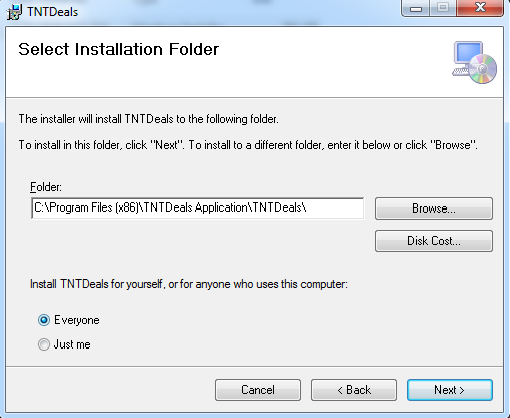 TNTDeals
Select Installation Folder
The installer will install TNTDeals to the following folder.
To install in this folder, click "Next". To install to a different folder, enter it below or click "Browse".
Folder:
C:\Program Files (x86)\TNTDeals Application\TNTDeals\
Browse...
Disk Cost...
Install TNTDeals for yourself, or for anyone who uses this computer:
Everyone
Just me
Cancel
< Back
Next >